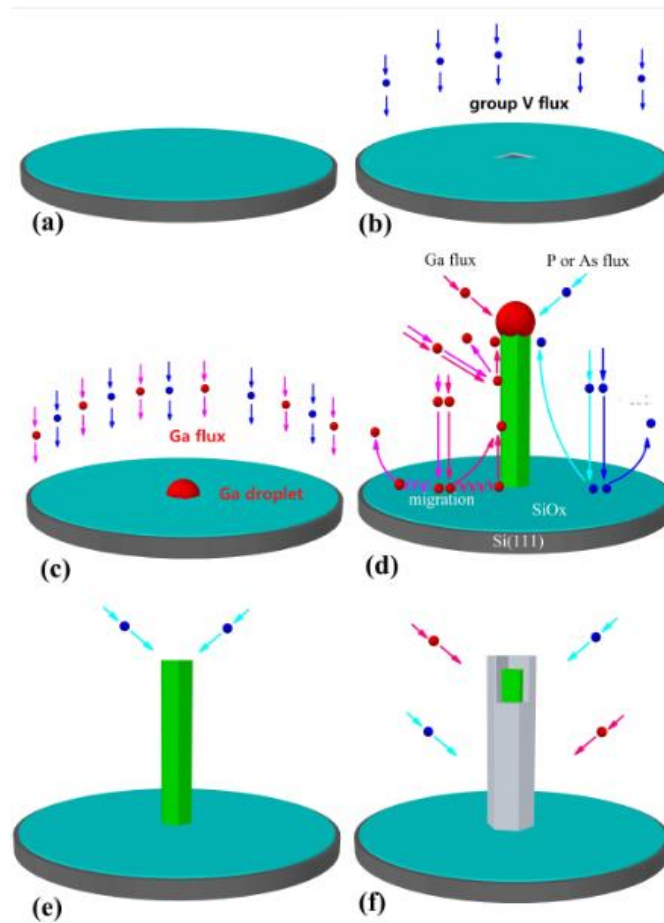 (a)
group V flux
(b)
Ga flux
Ga droplet
(c)
Ga flux
P or As flux
migration
SiOx
Si(111)
(d)
(e)
(f)